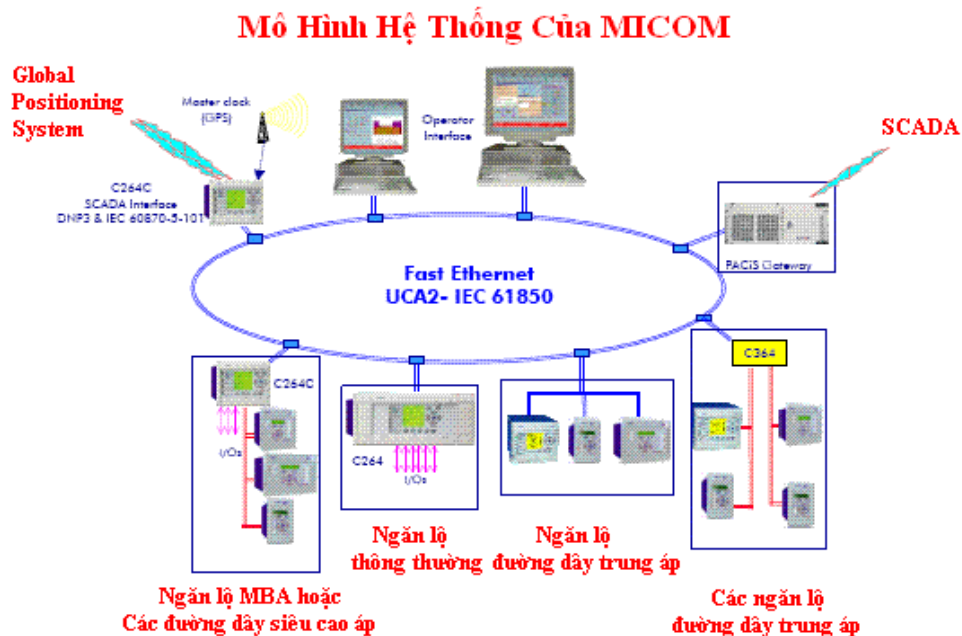 Mô Hình Hệ Thống Của MICOM
Global
Positioning
System
Master clock
(GPS)
Operator
Interface
SCADA
C264C
SCADA Interface
DNP3 & IEC 60870-5-101
PACiS Gateway
Fast Ethernet
UCA2- IEC 61850
C264C
I/Os
C264
I/Os
C364
Ngăn lộ
thông thường
Ngăn lộ
đường dây trung áp
Ngăn lộ MBA hoặc
Các đường dây siêu cao áp
Các ngăn lộ
đường dây trung áp